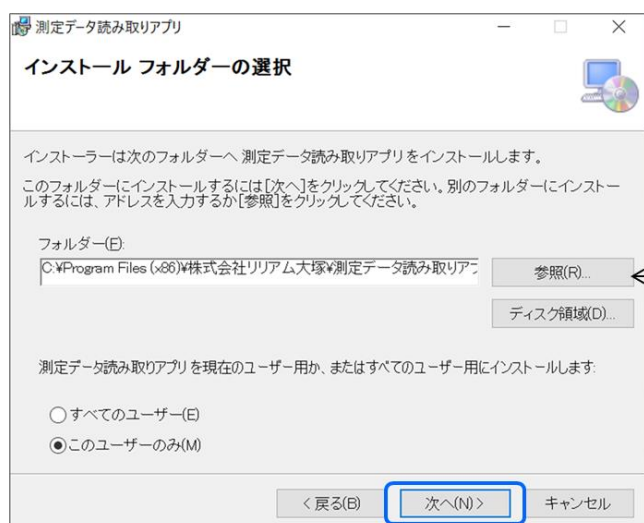 測定データ読み取りアプリ
インストール フォルダーの選択
インストーラーは次のフォルダーへ 測定データ読み取りアプリをインストールします。
このフォルダーにインストールするには[次へ]をクリックしてください。別のフォルダーにインストー
ルするには、アドレスを入力するか[参照]をクリックしてください。
フォルダー(F):
C:¥Program Files (x86)¥株式会社リリアム大塚¥測定データ読み取りアプ
参照(R)...
ディスク領域(D)...
測定データ読み取りアプリを現在のユーザー用か、またはすべてのユーザー用にインストールします:
すべてのユーザー(E)
このユーザーのみ(M)
< 戻る(B)
次へ(N) >
キャンセル